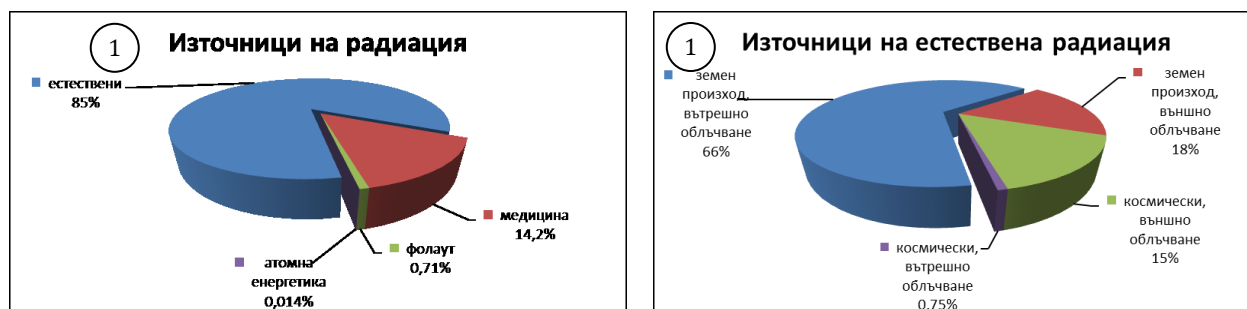 1
Източници на радиация
естествени
85%
медицина
14,2%
фолаут
0,71%
атомна
енергетика
0,014%
1
Източници на естествена радиация
земен
произход,
вътрешно
облъчване
66%
земен
произход,
външно
облъчване
18%
космически,
външно
облъчване
15%
космически,
вътрешно
облъчване
0,75%